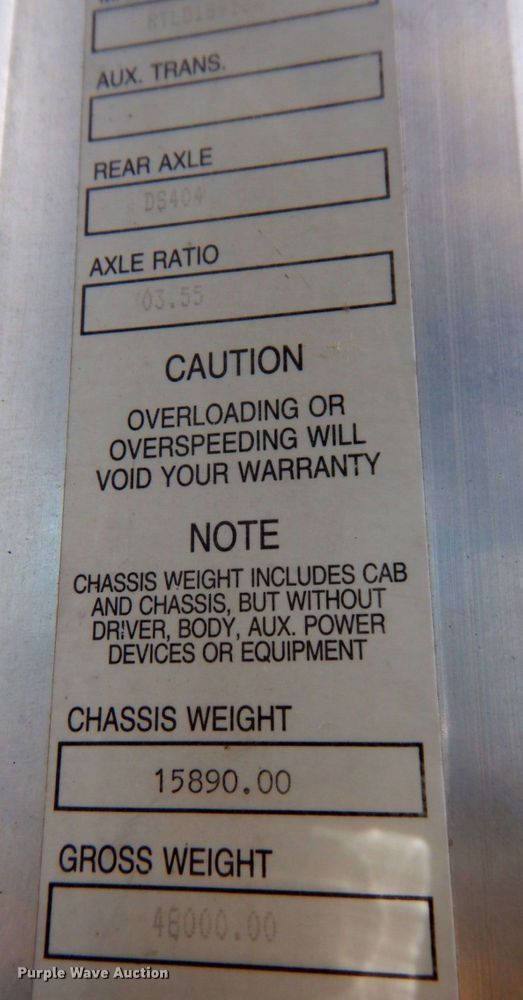 AUX. TRANS.
REAR AXLE
DS404
AXLE RATIO
03.55
CAUTION
OVERLOADING OR
OVERSPEEDING WILL
VOID YOUR WARRANTY
NOTE
CHASSIS WEIGHT INCLUDES CAB
AND CHASSIS, BUT WITHOUT
DRIVER, BODY, AUX. POWER
DEVICES OR EQUIPMENT
CHASSIS WEIGHT
15890.00
GROSS WEIGHT
48000.00
Purple Wave Auction